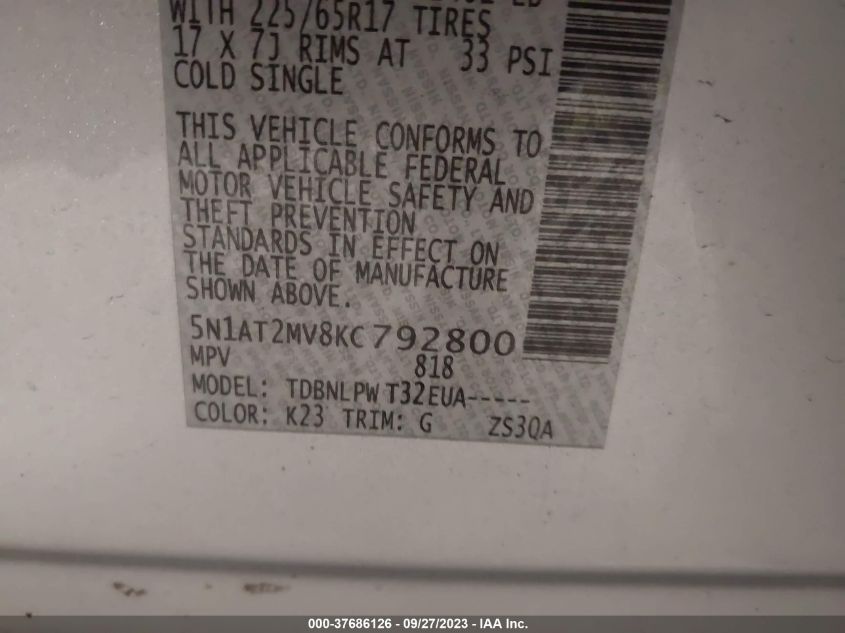 WITH 225/65R17 TIRES
17 X 7J RIMS AT 33 PSI
COLD SINGLE
THIS VEHICLE CONFORMS TO
ALL APPLICABLE FEDERAL
MOTOR VEHICLE SAFETY AND
THEFT PREVENTION
STANDARDS IN EFFECT ON
THE DATE OF MANUFACTURE
SHOWN ABOVE.
5N1AT2MV8KC792800
MPV 818
MODEL: TDBNLPW T32EUA-----
COLOR: K23 TRIM: G ZS3QA
000-37686126 - 09/27/2023 - IAA Inc.